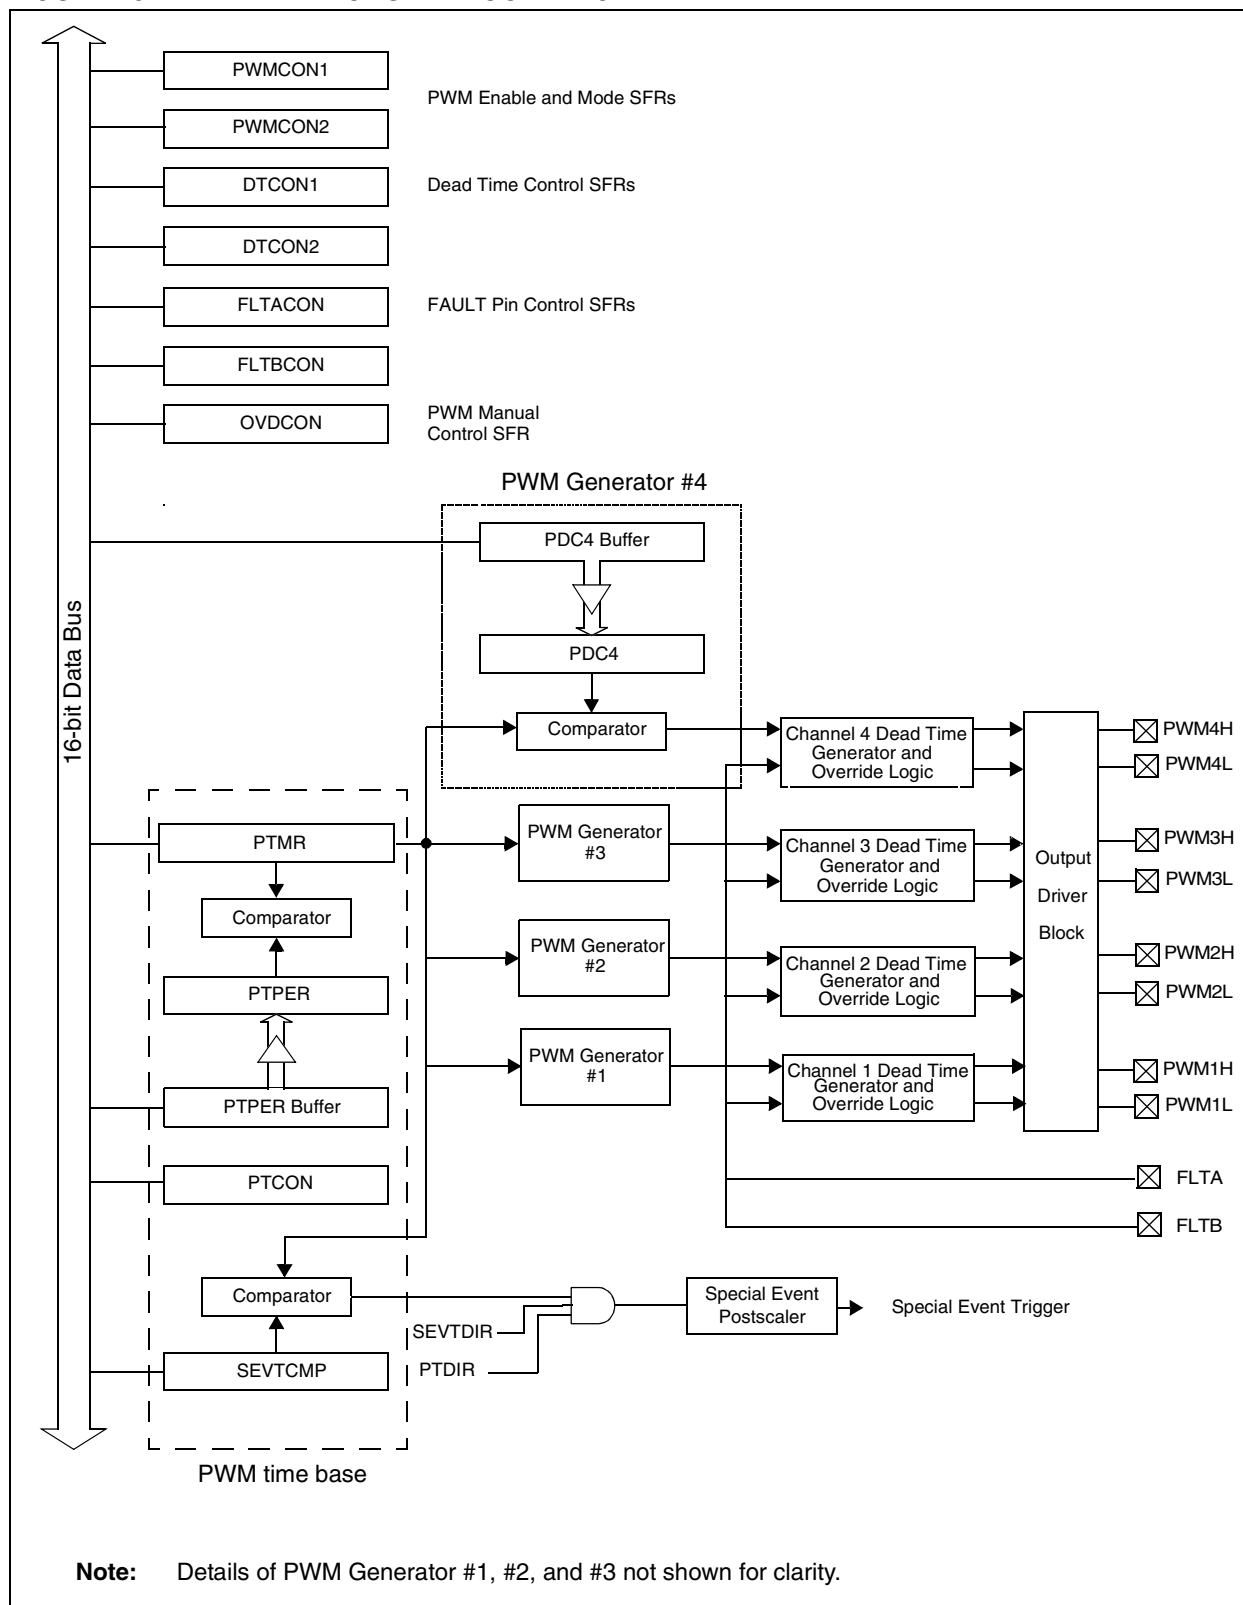 PWMCON1
PWM Enable and Mode SFRs
PWMCON2
DTCON1
Dead Time Control SFRs
DTCON2
FLTACON
FAULT Pin Control SFRs
FLTBCON
OVDCON
PWM Manual
Control SFR
16-bit Data Bus
PWM Generator #4
PDC4 Buffer
PDC4
Comparator
Channel 4 Dead Time
Generator and
Override Logic
PWM4H
PWM4L
PTMR
Comparator
PTPER
PTPER Buffer
PTCON
Comparator
SEVTCMP
PWM time base
PWM Generator
#3
Channel 3 Dead Time
Generator and
Override Logic
PWM3H
PWM3L
Output
Driver
Block
PWM Generator
#2
Channel 2 Dead Time
Generator and
Override Logic
PWM2H
PWM2L
PWM Generator
#1
Channel 1 Dead Time
Generator and
Override Logic
PWM1H
PWM1L
FLTA
FLTB
SEVTDIR
PTDIR
Special Event
Postscaler
Special Event Trigger
Note: Details of PWM Generator #1, #2, and #3 not shown for clarity.